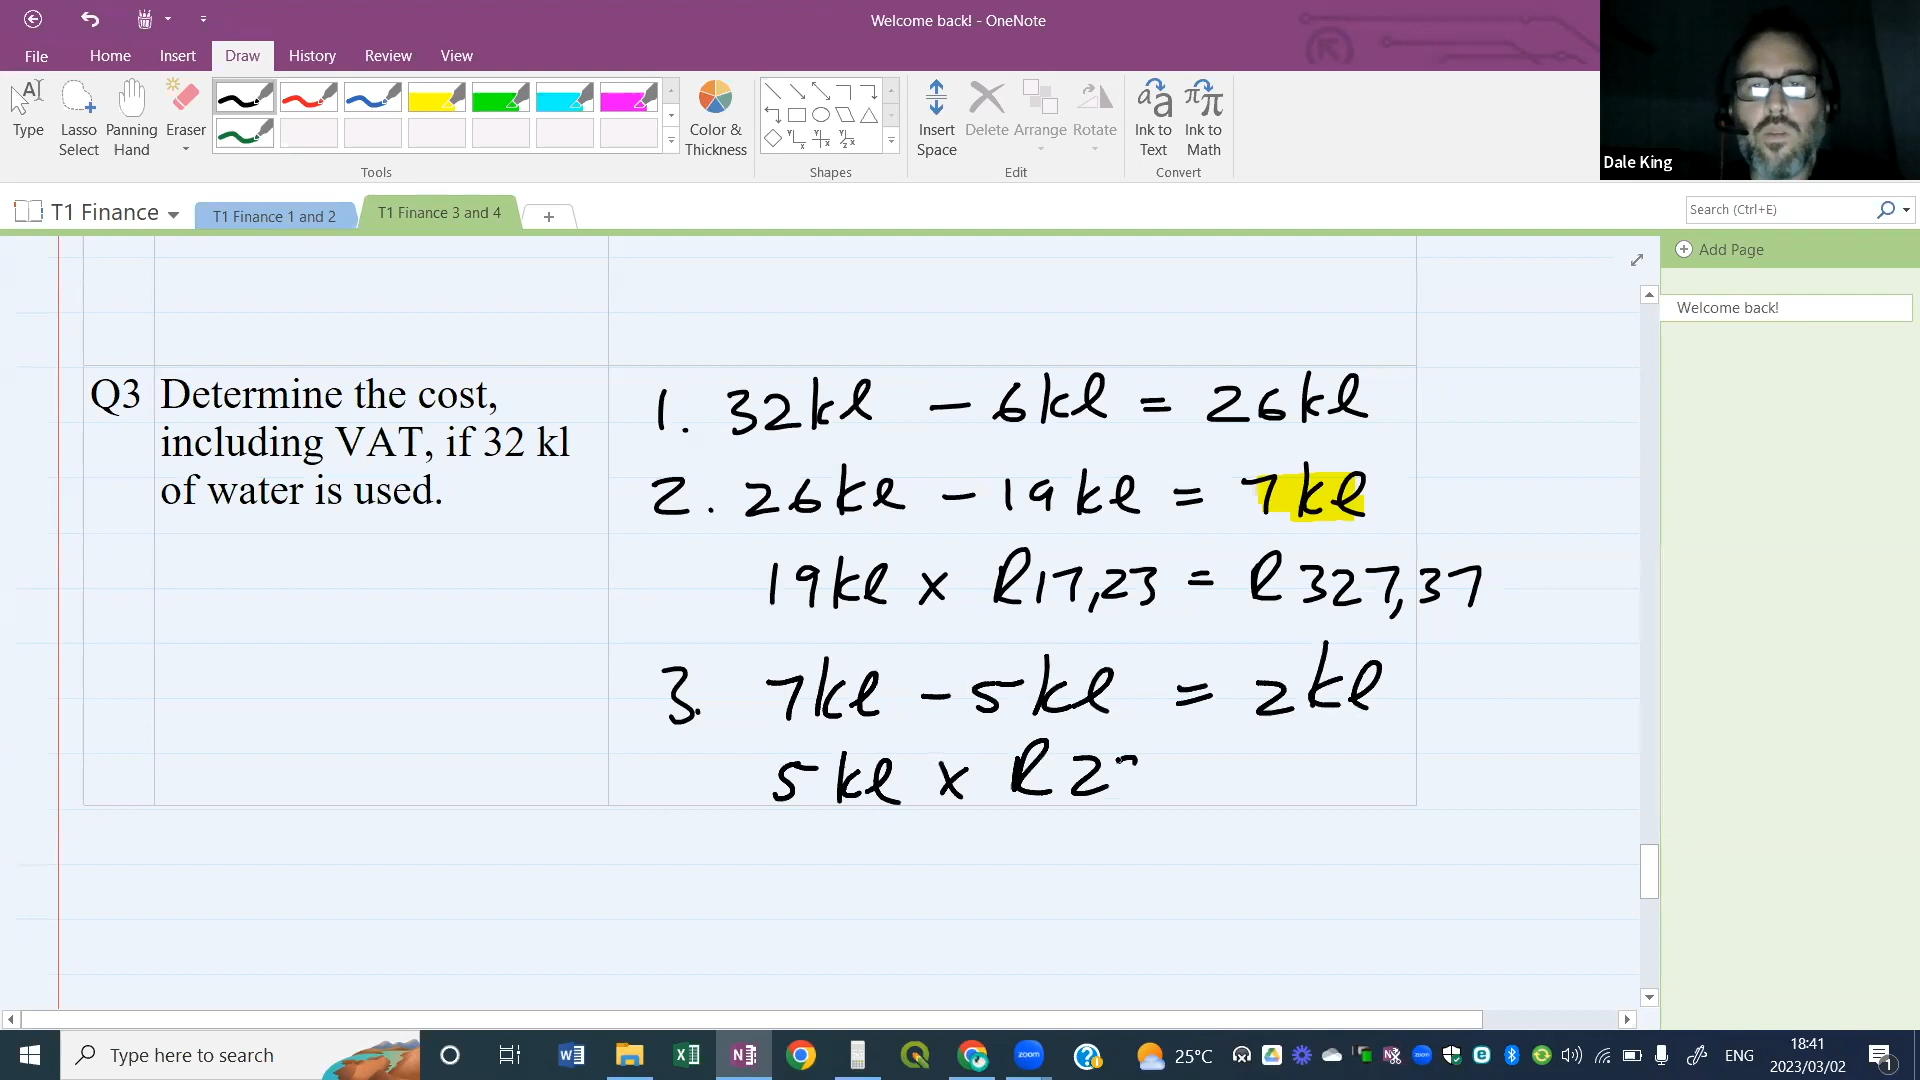 Welcome back! - OneNote
File Home Insert Draw History Review View
Type
Lasso Select
Panning Hand
Eraser
Color & Thickness
Insert Space
Delete
Arrange
Rotate
Ink to Text
Ink to Math
Tools
Shapes
Edit
Convert
Dale King
T1 Finance
T1 Finance 1 and 2
T1 Finance 3 and 4
Search (Ctrl+E)
Add Page
Welcome back!
Q3 Determine the cost,
including VAT, if 32 kl
of water is used.
1. 32kl - 6kl = 26kl
2. 26kl - 19kl = 7kl
19kl x R17,23 = R327,37
3. 7kl - 5kl = 2kl
5kl x R2
Type here to search
25°C
ENG
18:41
2023/03/02
1